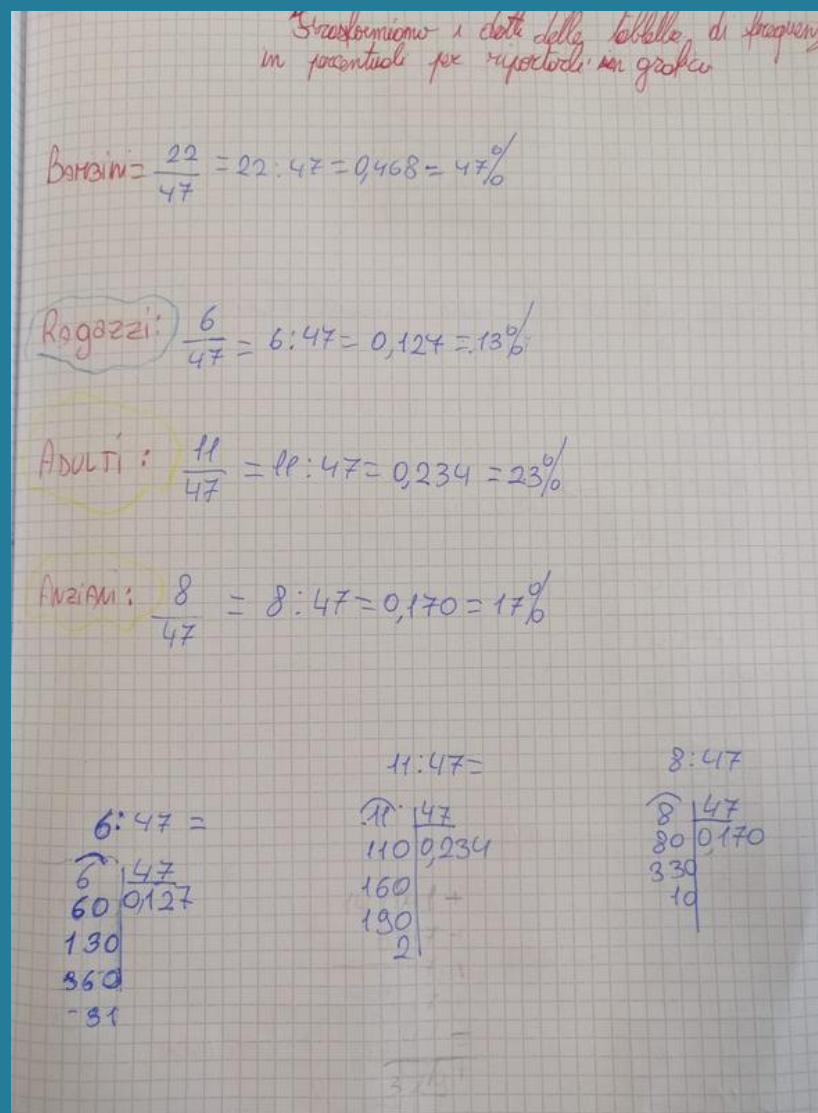 Trasformiamo i dati della tabella di frequenz
in percentuali per riportarli in grafico
BAMBINI = 22/47 = 22 : 47 = 0,468 = 47%
Ragazzi: 6/47 = 6 : 47 = 0,127 = 13%
ADULTI : 11/47 = 11 : 47 = 0,234 = 23%
ANZIANI : 8/47 = 8 : 47 = 0,170 = 17%
11 : 47 = 8 : 47
6 : 47 = 11 47 8 47
6 47 110 0,234 80 0,170
60 0,127 160 330
130 190 10
360 2
31